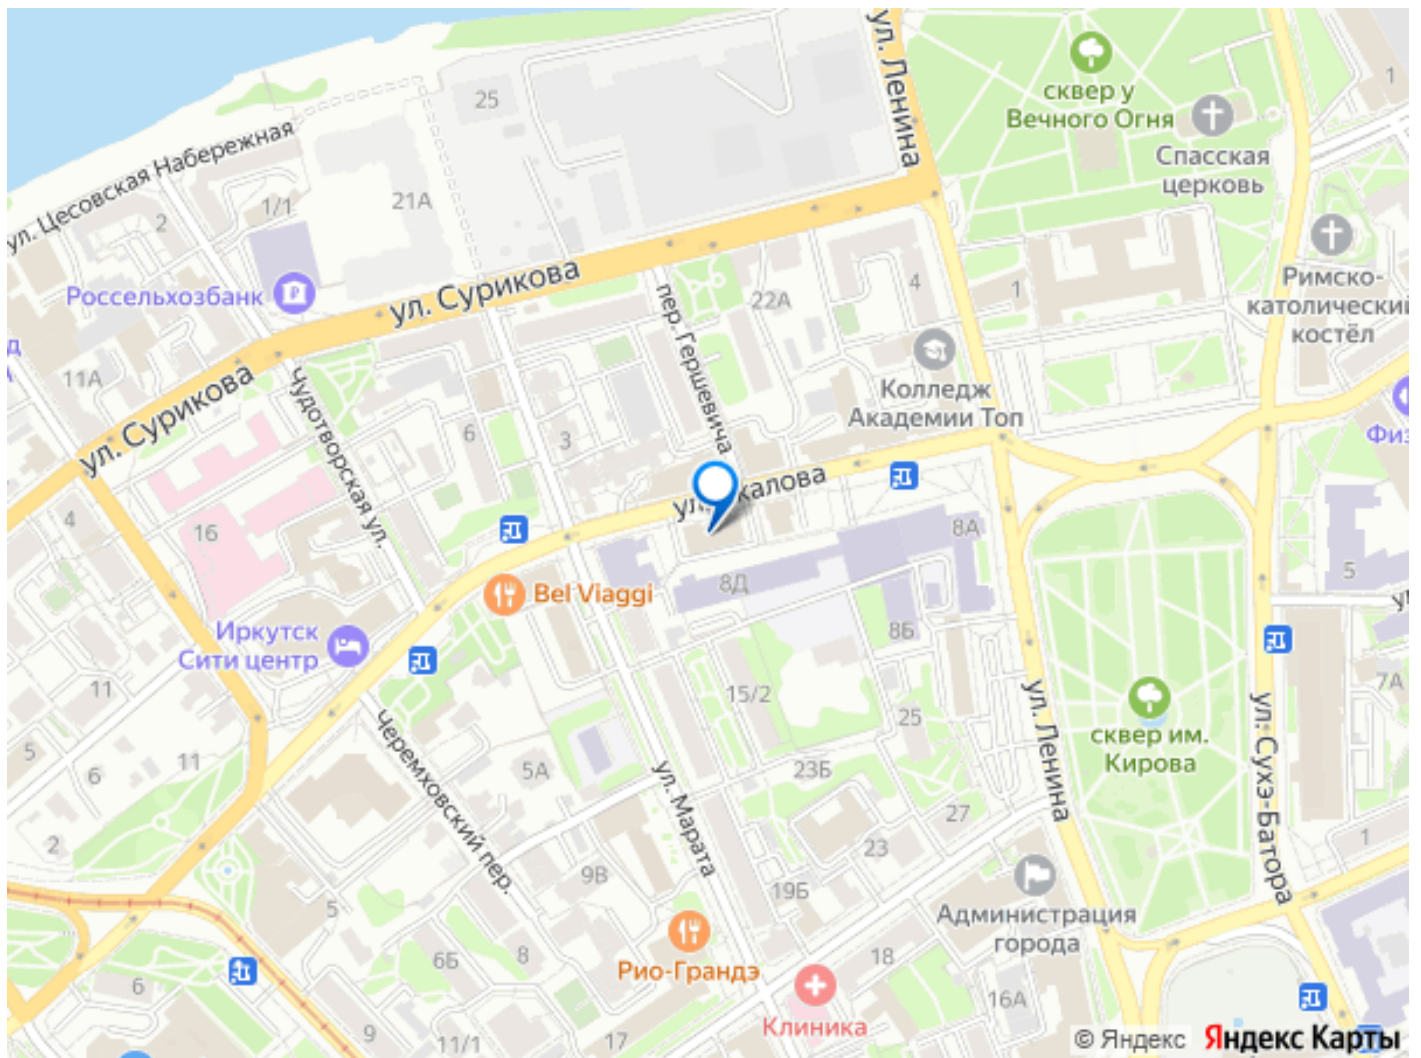 ул. Ленина
сквер у
Вечного Огня
25
1
Спасская
церковь
ул. Цесовская Набережная
21А
2
1/1
Россельхозбанк
ул. Сурикова
пер. Гершевича
22А
4
1
Римско-
католический
костёл
11А
ул. Сурикова
Чудотворская ул.
Колледж
Академии Топ
6
3
4
16
8А
5
Bel Viaggi
8Д
8Б
Иркутск
Сити центр
11
15/2
25
ул. Ленина
сквер им.
Кирова
ул. Сухэ-Батора
7А
5
6
11
Черемховский пер.
5А
ул. Марата
23Б
27
23
1
2
9В
19Б
5
Администрация
города
6Б
8
Рио-Грандэ
18
6
Клиника
16А
9
11/1
17
© Яндекс Яндекс Карты